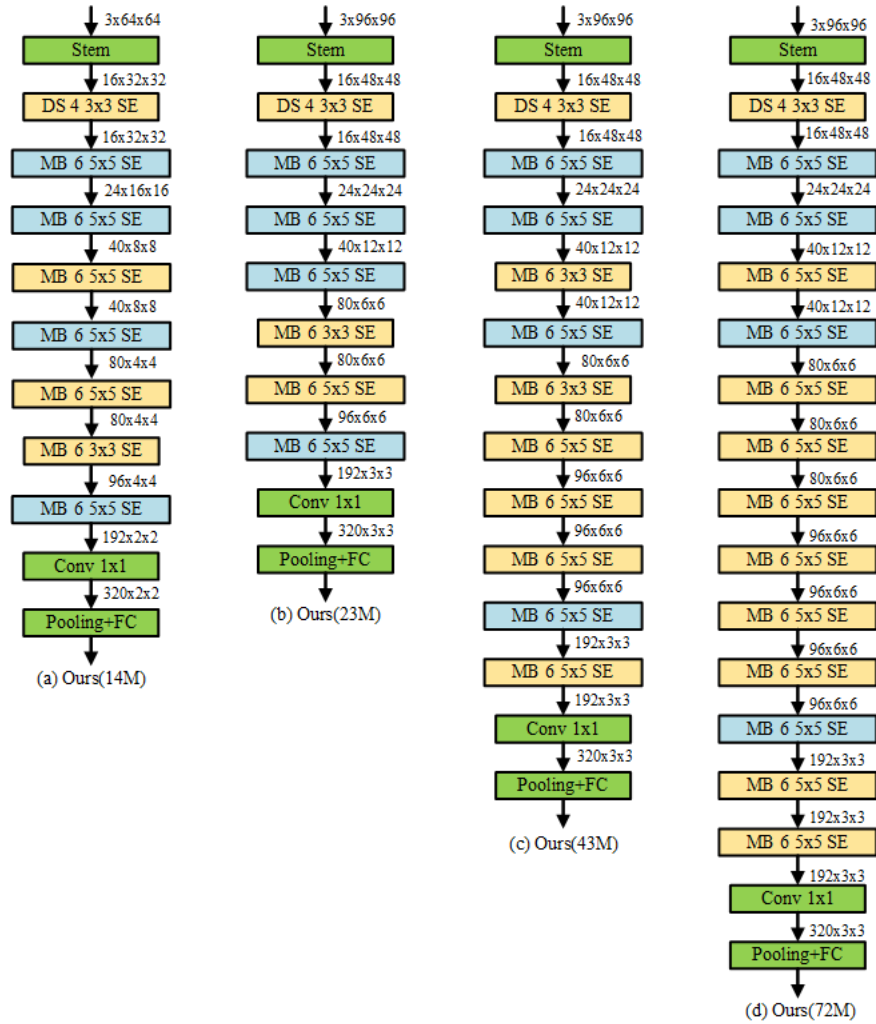 3x64x64
Stem
16x32x32
DS 4 3x3 SE
16x32x32
MB 6 5x5 SE
24x16x16
MB 6 5x5 SE
40x8x8
MB 6 5x5 SE
40x8x8
MB 6 5x5 SE
80x4x4
MB 6 5x5 SE
80x4x4
MB 6 3x3 SE
96x4x4
MB 6 5x5 SE
192x2x2
Conv 1x1
320x2x2
Pooling+FC
(a) Ours(14M)
3x96x96
Stem
16x48x48
DS 4 3x3 SE
16x48x48
MB 6 5x5 SE
24x24x24
MB 6 5x5 SE
40x12x12
MB 6 5x5 SE
80x6x6
MB 6 3x3 SE
80x6x6
MB 6 5x5 SE
96x6x6
MB 6 5x5 SE
192x3x3
Conv 1x1
320x3x3
Pooling+FC
(b) Ours(23M)
3x96x96
Stem
16x48x48
DS 4 3x3 SE
16x48x48
MB 6 5x5 SE
24x24x24
MB 6 5x5 SE
40x12x12
MB 6 3x3 SE
40x12x12
MB 6 5x5 SE
80x6x6
MB 6 3x3 SE
80x6x6
MB 6 5x5 SE
96x6x6
MB 6 5x5 SE
96x6x6
MB 6 5x5 SE
96x6x6
MB 6 5x5 SE
192x3x3
MB 6 5x5 SE
192x3x3
Conv 1x1
320x3x3
Pooling+FC
(c) Ours(43M)
3x96x96
Stem
16x48x48
DS 4 3x3 SE
16x48x48
MB 6 5x5 SE
24x24x24
MB 6 5x5 SE
40x12x12
MB 6 5x5 SE
40x12x12
MB 6 5x5 SE
80x6x6
MB 6 5x5 SE
80x6x6
MB 6 5x5 SE
80x6x6
MB 6 5x5 SE
96x6x6
MB 6 5x5 SE
96x6x6
MB 6 5x5 SE
96x6x6
MB 6 5x5 SE
96x6x6
MB 6 5x5 SE
192x3x3
MB 6 5x5 SE
192x3x3
MB 6 5x5 SE
192x3x3
Conv 1x1
320x3x3
Pooling+FC
(d) Ours(72M)